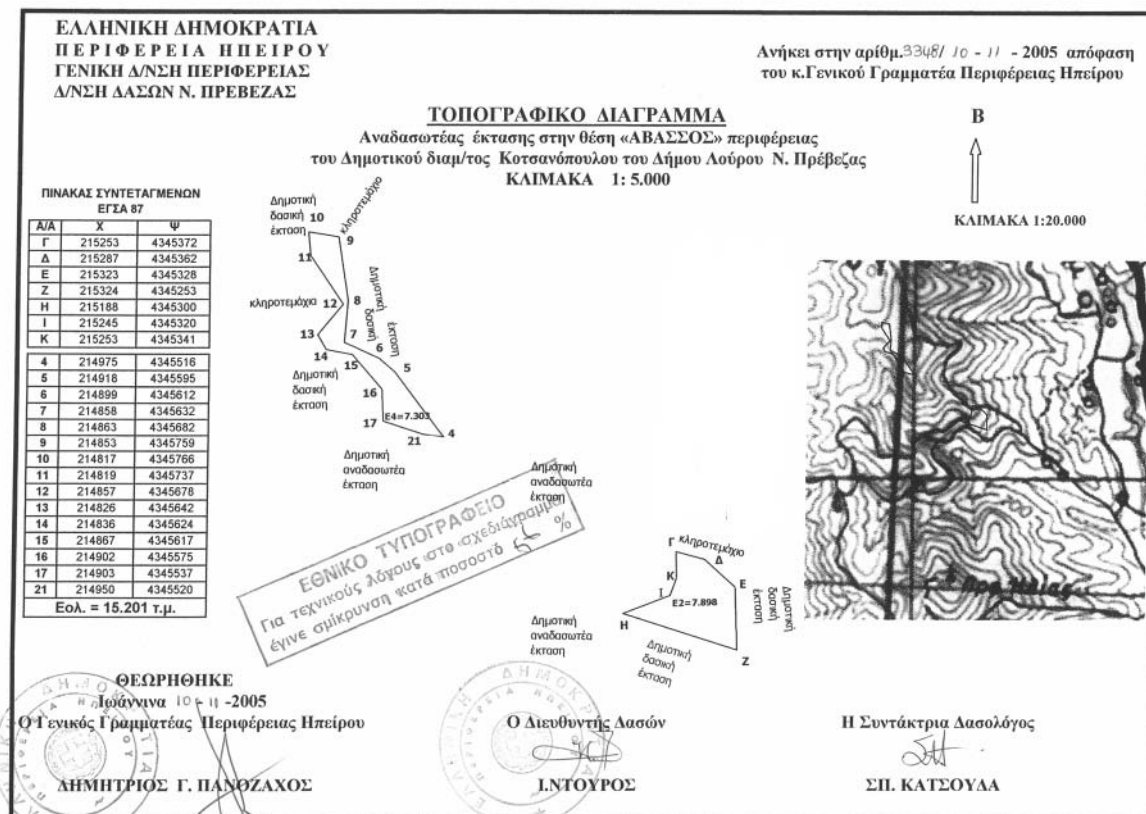 ΕΛΛΗΝΙΚΗ ΔΗΜΟΚΡΑΤΙΑ
ΠΕΡΙΦΕΡΕΙΑ ΗΠΕΙΡΟΥ
ΓΕΝΙΚΗ Δ/ΝΣΗ ΠΕΡΙΦΕΡΕΙΑΣ
Δ/ΝΣΗ ΔΑΣΩΝ Ν. ΠΡΕΒΕΖΑΣ
Ανήκει στην αρίθμ.3348/ 10 - 11 - 2005 απόφαση
του κ.Γενικού Γραμματέα Περιφέρειας Ηπείρου
ΤΟΠΟΓΡΑΦΙΚΟ ΔΙΑΓΡΑΜΜΑ
Αναδασωτέας έκτασης στην θέση «ΑΒΑΣΣΟΣ» περιφέρειας
του Δημοτικού διαμ/τος Κοτσανόπουλου του Δήμου Λούρου Ν. Πρέβεζας
ΚΛΙΜΑΚΑ 1: 5.000
Β
ΚΛΙΜΑΚΑ 1:20.000
ΠΙΝΑΚΑΣ ΣΥΝΤΕΤΑΓΜΕΝΩΝ
ΕΓΣΑ 87
Α/Α Χ Ψ
Γ 215253 4345372
Δ 215287 4345362
Ε 215323 4345328
Ζ 215324 4345253
Η 215188 4345300
Ι 215245 4345320
Κ 215253 4345341
4 214975 4345516
5 214918 4345595
6 214899 4345612
7 214858 4345632
8 214863 4345682
9 214853 4345759
10 214817 4345766
11 214819 4345737
12 214857 4345678
13 214826 4345642
14 214836 4345624
15 214867 4345617
16 214902 4345575
17 214903 4345537
21 214950 4345520
Εολ. = 15.201 τ.μ.
Δημοτική
δασική
έκταση
10
κληροτεμάχιο
9
11
κληροτεμάχια
12
8
Δημοτική
δασική
έκταση
13
7
14
15
6
5
Δημοτική
δασική
έκταση
16
17
Ε4=7.303
21
4
Δημοτική
αναδασωτέα
έκταση
Δημοτική
αναδασωτέα
έκταση
ΕΘΝΙΚΟ ΤΥΠΟΓΡΑΦΕΙΟ
Για τεχνικούς λόγους στο σχεδιάγραμμα
έγινε σμίκρυνση κατά ποσοστό %
Γ
κληροτεμάχιο
Δ
Κ
Ε
Ι
Ε2=7.898
Η
Ζ
Δημοτική
δασική
έκταση
Δημοτική
αναδασωτέα
έκταση
Δημοτική
δασική
έκταση
ΘΕΩΡΗΘΗΚΕ
Ιωάννινα 10 - 11 -2005
Ο Γενικός Γραμματέας Περιφέρειας Ηπείρου
ΔΗΜΗΤΡΙΟΣ Γ. ΠΑΝΟΖΑΧΟΣ
Ο Διευθυντής Δασών
Ι.ΝΤΟΥΡΟΣ
Η Συντάκτρια Δασολόγος
ΣΠ. ΚΑΤΣΟΥΔΑ